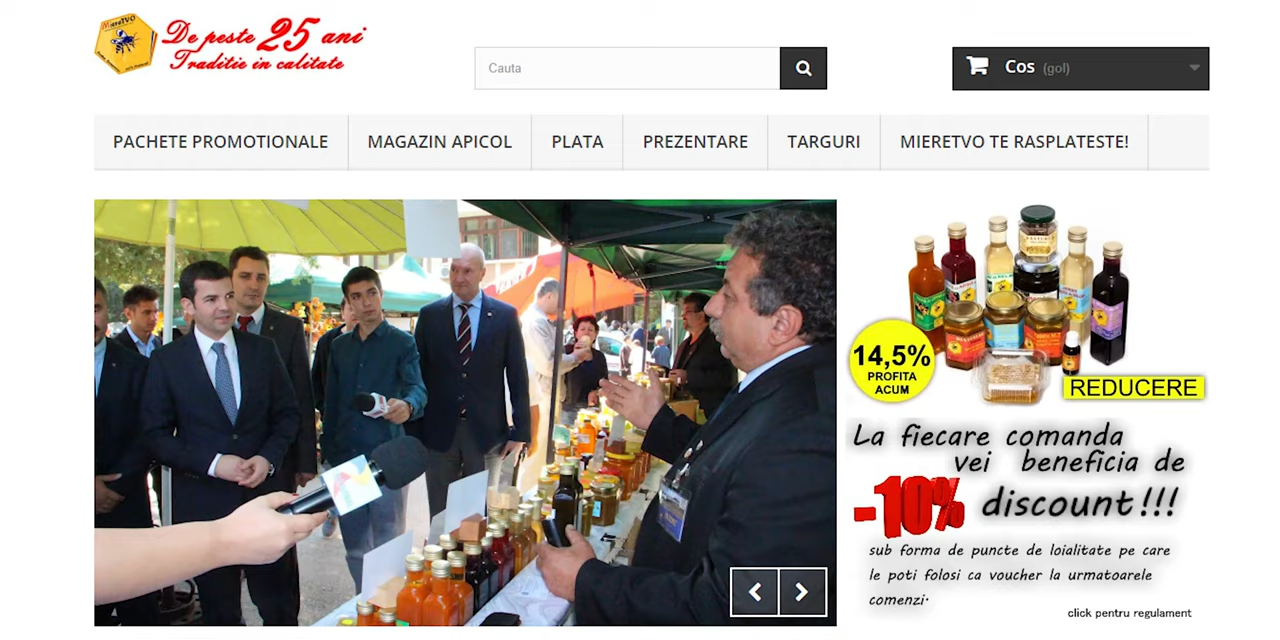 MiereTVO
De peste 25 ani
Traditie in calitate
Cauta
Cos (gol)
PACHETE PROMOTIONALE
MAGAZIN APICOL
PLATA
PREZENTARE
TARGURI
MIERETVO TE RASPLATESTE!
14,5%
PROFITA
ACUM
REDUCERE
La fiecare comanda
vei beneficia de
-10% discount!!!
sub forma de puncte de loialitate pe care
le poti folosi ca voucher la urmatoarele
comenzi.
click pentru regulament